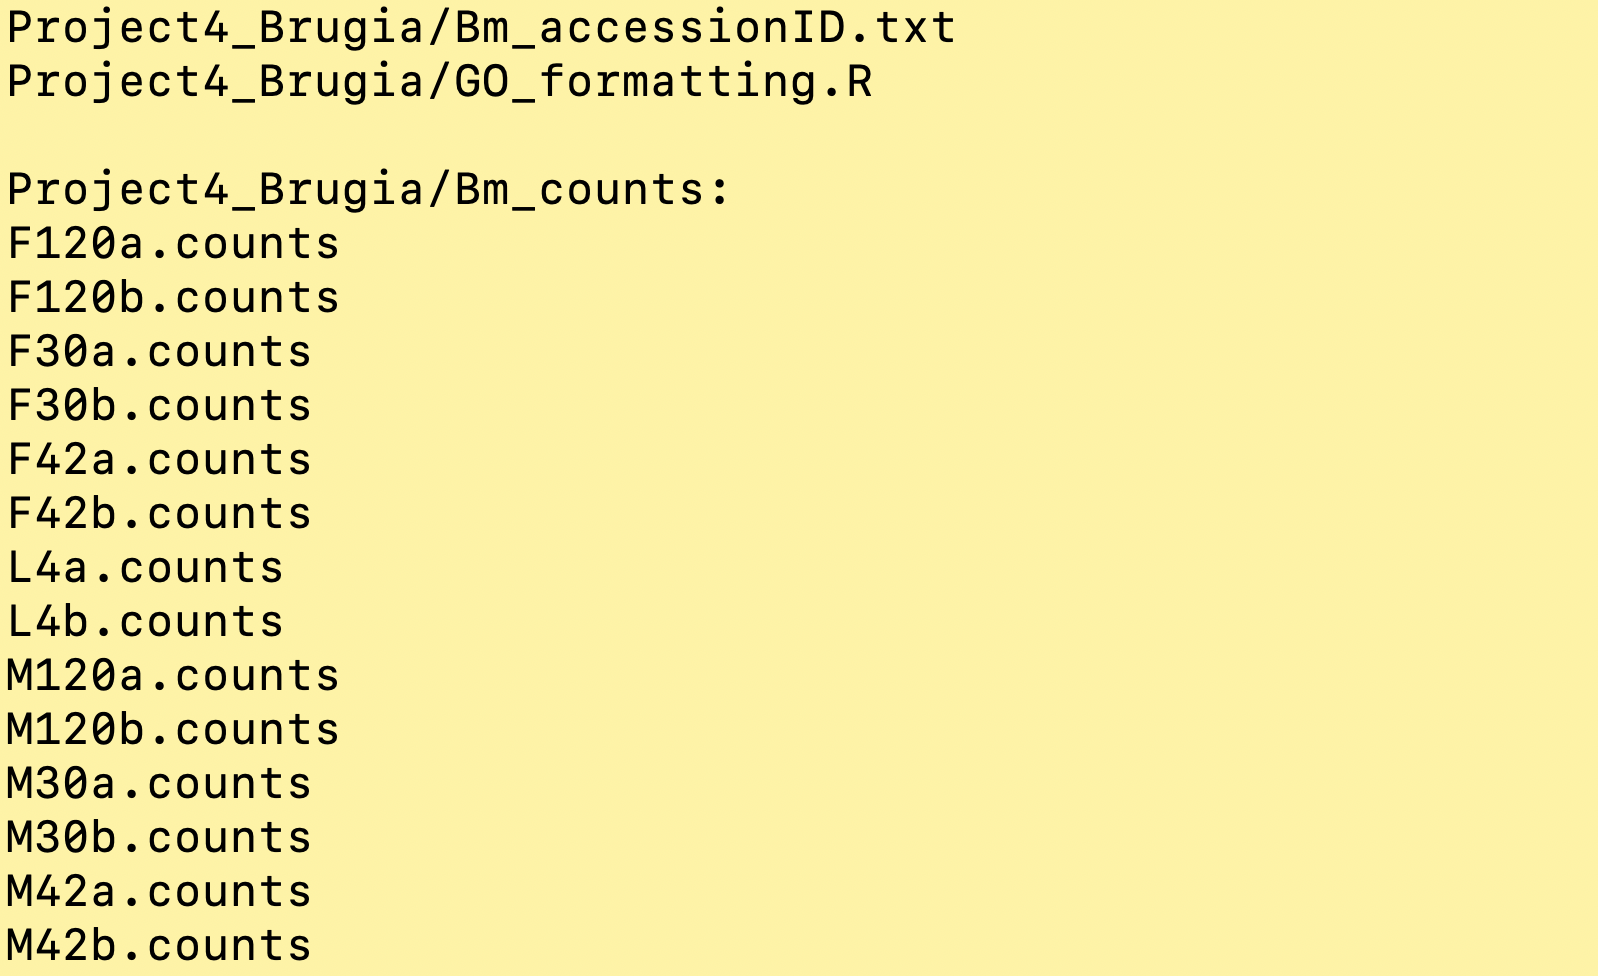 Project4_Brugia/Bm_accessionID.txt
Project4_Brugia/GO_formatting.R
Project4_Brugia/Bm_counts:
F120a.counts
F120b.counts
F30a.counts
F30b.counts
F42a.counts
F42b.counts
L4a.counts
L4b.counts
M120a.counts
M120b.counts
M30a.counts
M30b.counts
M42a.counts
M42b.counts